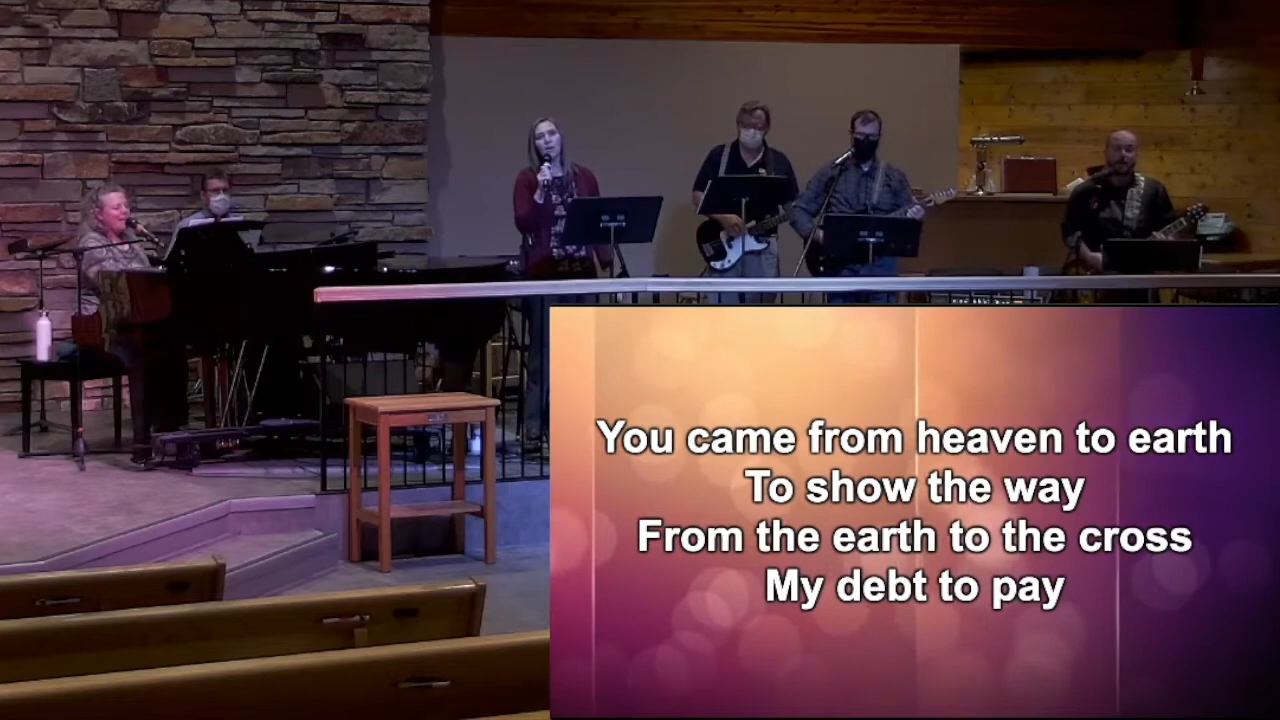 You came from heaven to earth
To show the way
From the earth to the cross
My debt to pay